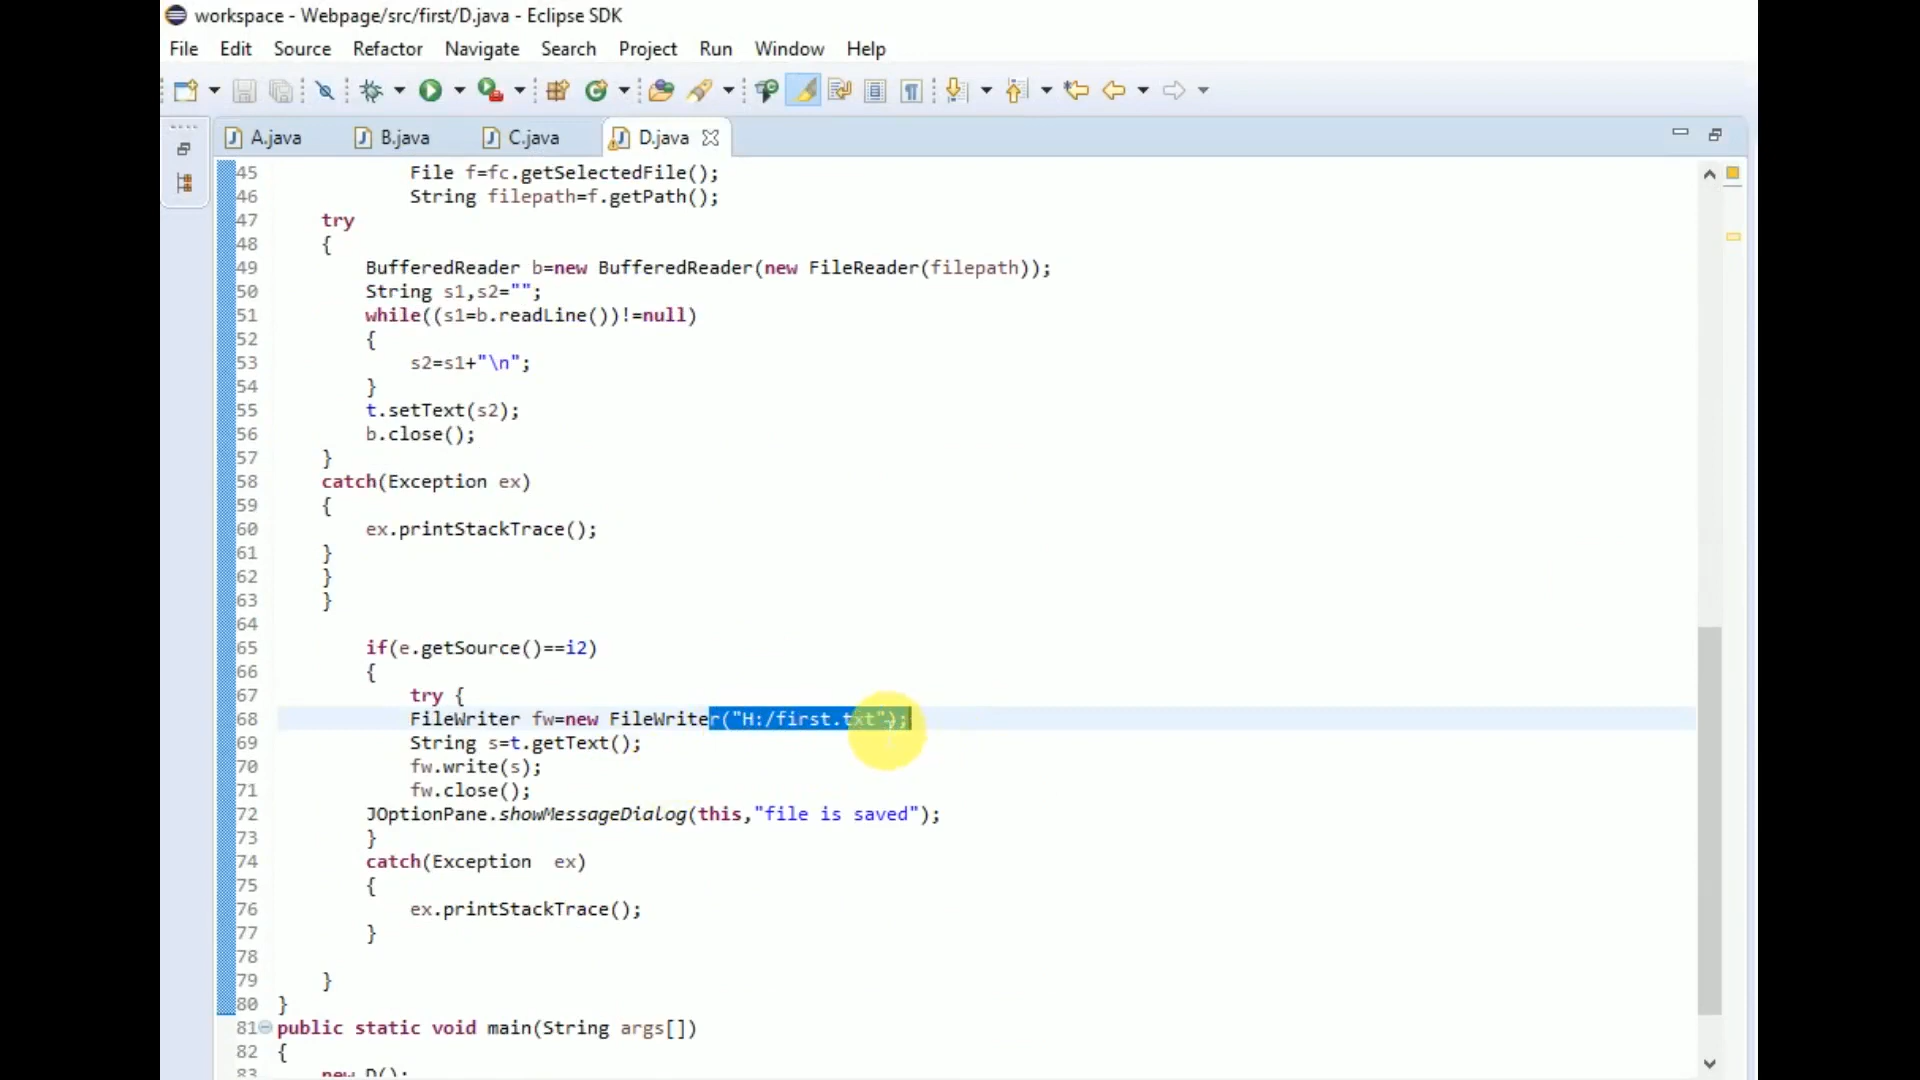 workspace - Webpage/src/first/D.java - Eclipse SDK
File Edit Source Refactor Navigate Search Project Run Window Help
A.java B.java C.java D.java
45 File f=fc.getSelectedFile();
46 String filepath=f.getPath();
47 try
48 {
49 BufferedReader b=new BufferedReader(new FileReader(filepath));
50 String s1,s2="";
51 while((s1=b.readLine())!=null)
52 {
53 s2=s1+"\n";
54 }
55 t.setText(s2);
56 b.close();
57 }
58 catch(Exception ex)
59 {
60 ex.printStackTrace();
61 }
62 }
63 }
64
65 if(e.getSource()==i2)
66 {
67 try {
68 FileWriter fw=new FileWriter("H:/first.txt");
69 String s=t.getText();
70 fw.write(s);
71 fw.close();
72 JOptionPane.showMessageDialog(this,"file is saved");
73 }
74 catch(Exception  ex)
75 {
76 ex.printStackTrace();
77 }
78
79 }
80 }
81 public static void main(String args[])
82 {
83 new D();